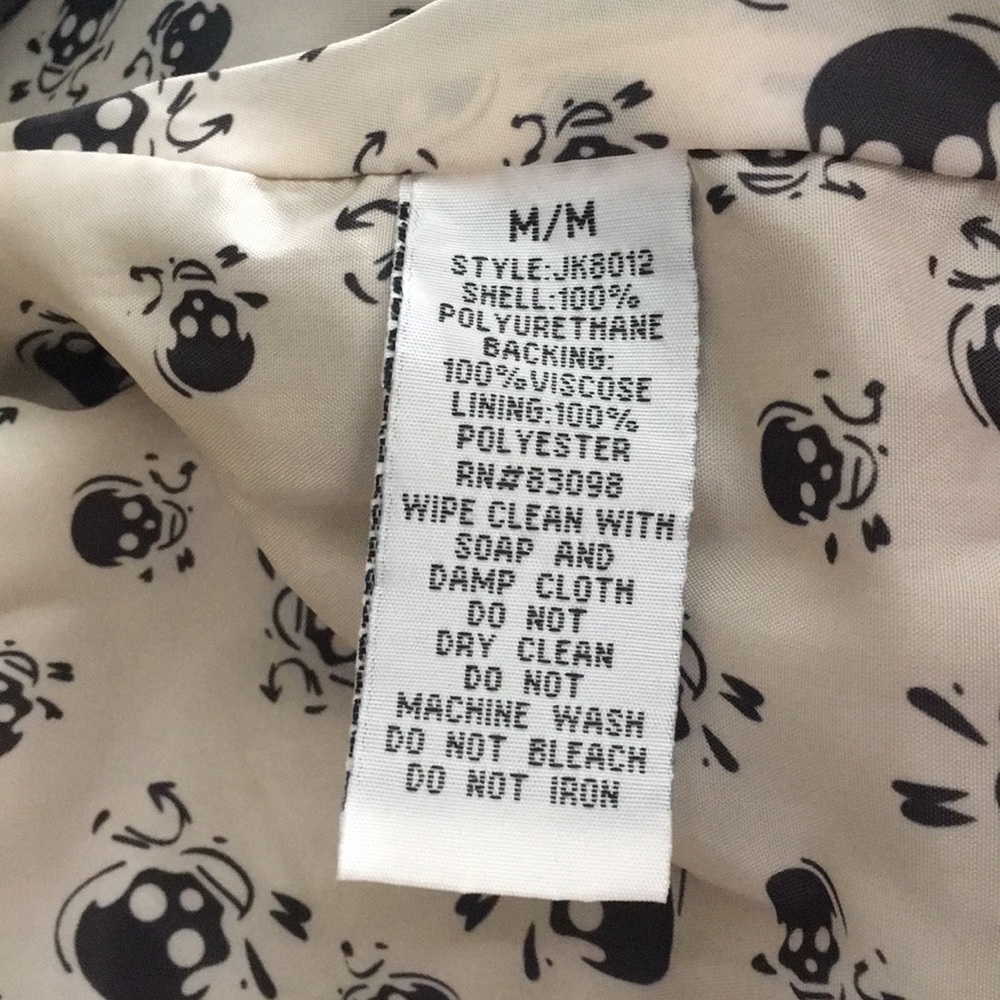 M/M
STYLE:JK8012
SHELL:100%
POLYURETHANE
BACKING:
100%VISCOSE
LINING:100%
POLYESTER
RN#83098
WIPE CLEAN WITH
SOAP AND
DAMP CLOTH
DO NOT
DRY CLEAN
DO NOT
MACHINE WASH
DO NOT BLEACH
DO NOT IRON